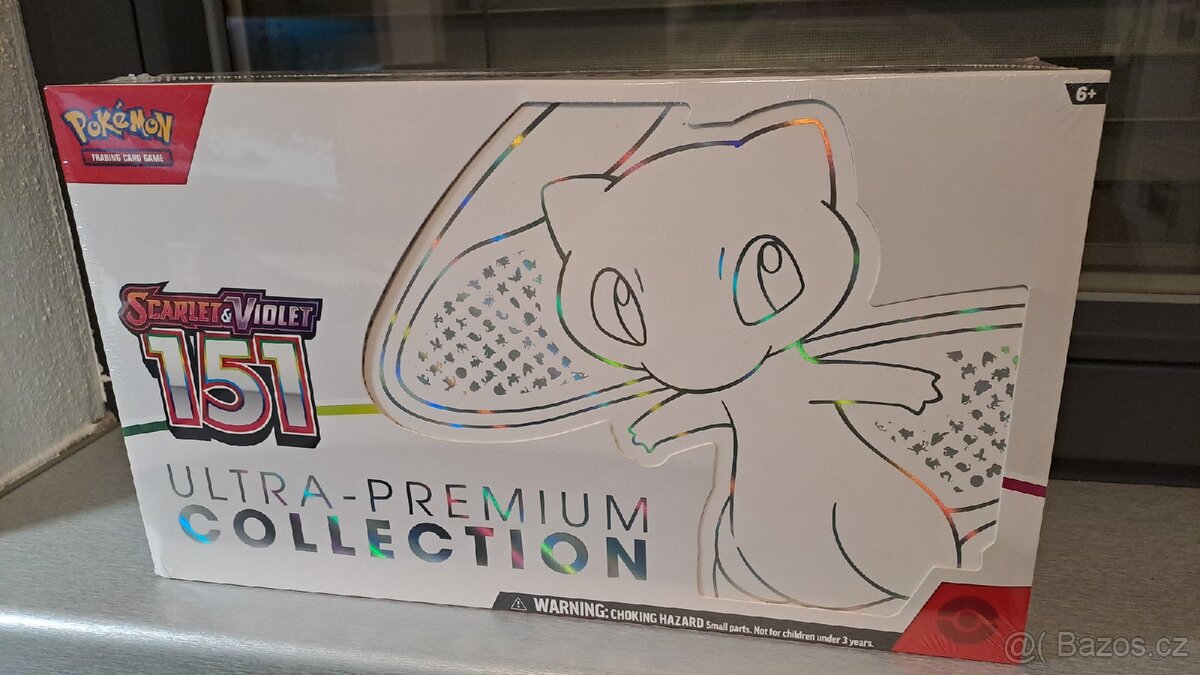 POKéMON
TRADING CARD GAME
6+
SCARLET & VIOLET
151
ULTRA-PREMIUM
COLLECTION
WARNING: CHOKING HAZARD Small parts. Not for children under 3 years.
@( Bazos.cz